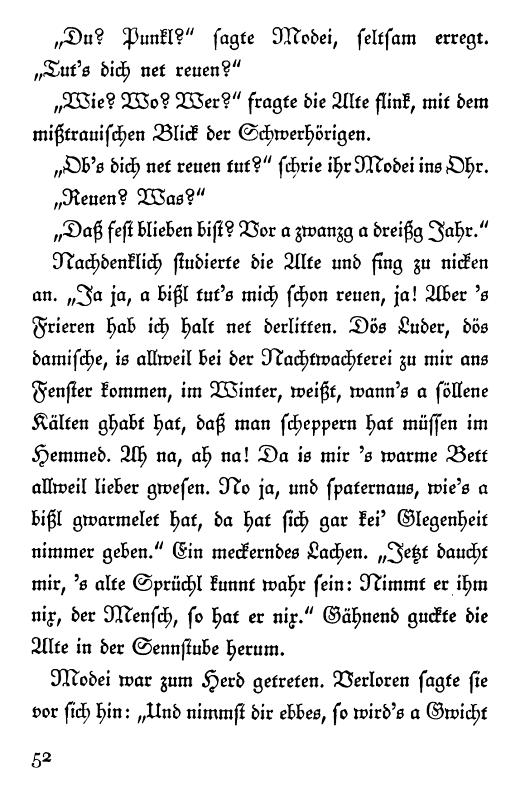 „Du? Punkl?“ sagte Modei, seltsam erregt.
„Tut's dich net reuen?“
„Wie? Wo? Wer?“ fragte die Alte flink, mit dem
mißtrauischen Blick der Schwerhörigen.
„Ob's dich net reuen tut?“ schrie ihr Modei ins Ohr.
„Reuen? Was?“
„Daß fest blieben bist? Vor a zwanzg a dreißg Jahr.“
Nachdenklich studierte die Alte und fing zu nicken
an. „Ja ja, a bißl tut's mich schon reuen, ja! Aber 's
Frieren hab ich halt net derlitten. Dös Luder, dös
damische, is allweil bei der Nachtwachterei zu mir ans
Fenster kommen, im Winter, weißt, wann's a söllene
Kälten ghabt hat, daß man scheppern hat müssen im
Hemmed. Ah na, ah na! Da is mir 's warme Bett
allweil lieber gwesen. No ja, und spaternaus, wie's a
bißl gwarmelet hat, da hat sich gar kei' Glegenheit
nimmer geben.“ Ein meckerndes Lachen. „Jetzt daucht
mir, 's alte Sprüchl kunnt wahr sein: Nimmt er ihm
nix, der Mensch, so hat er nix.“ Gähnend guckte die
Alte in der Sennstube herum.
Modei war zum Herd getreten. Verloren sagte sie
vor sich hin: „Und nimmst dir ebbes, so wird's a Gwicht
52